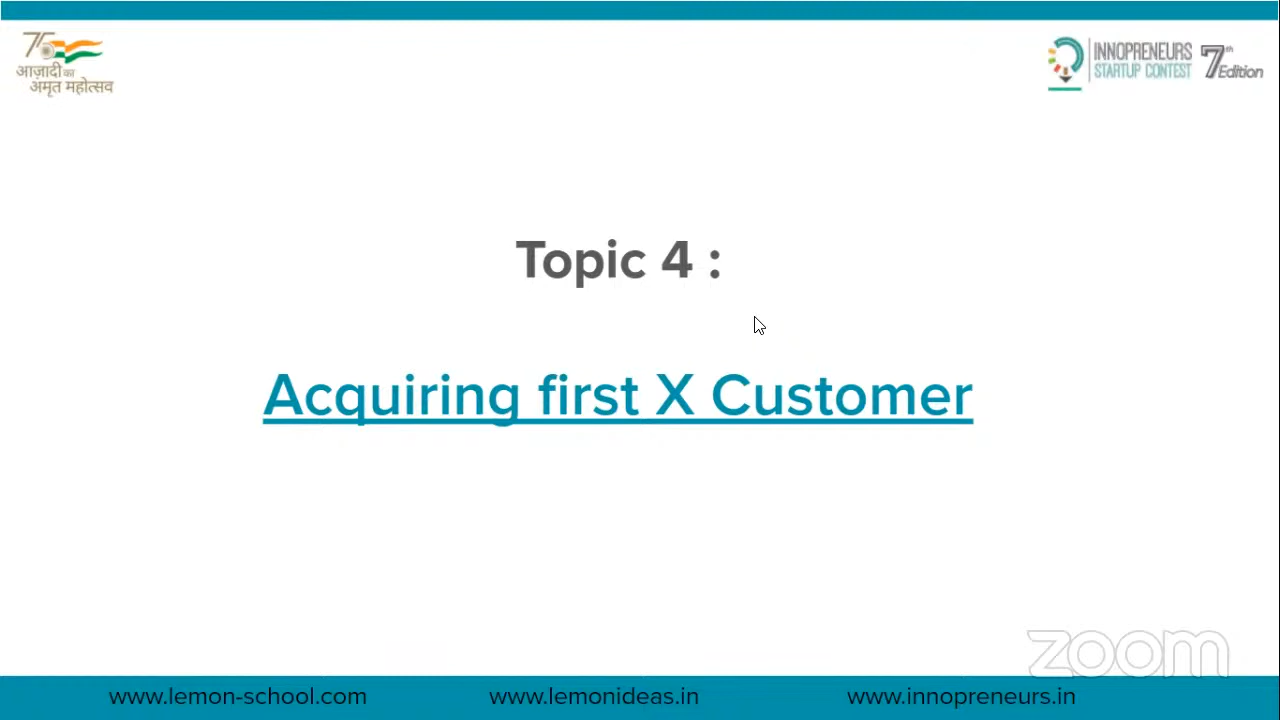 75
आज़ादी का
अमृत महोत्सव
INNOPRENEURS
STARTUP CONTEST
7th Edition
Topic 4 :
Acquiring first X Customer
zoom
www.lemon-school.com
www.lemonideas.in
www.innopreneurs.in